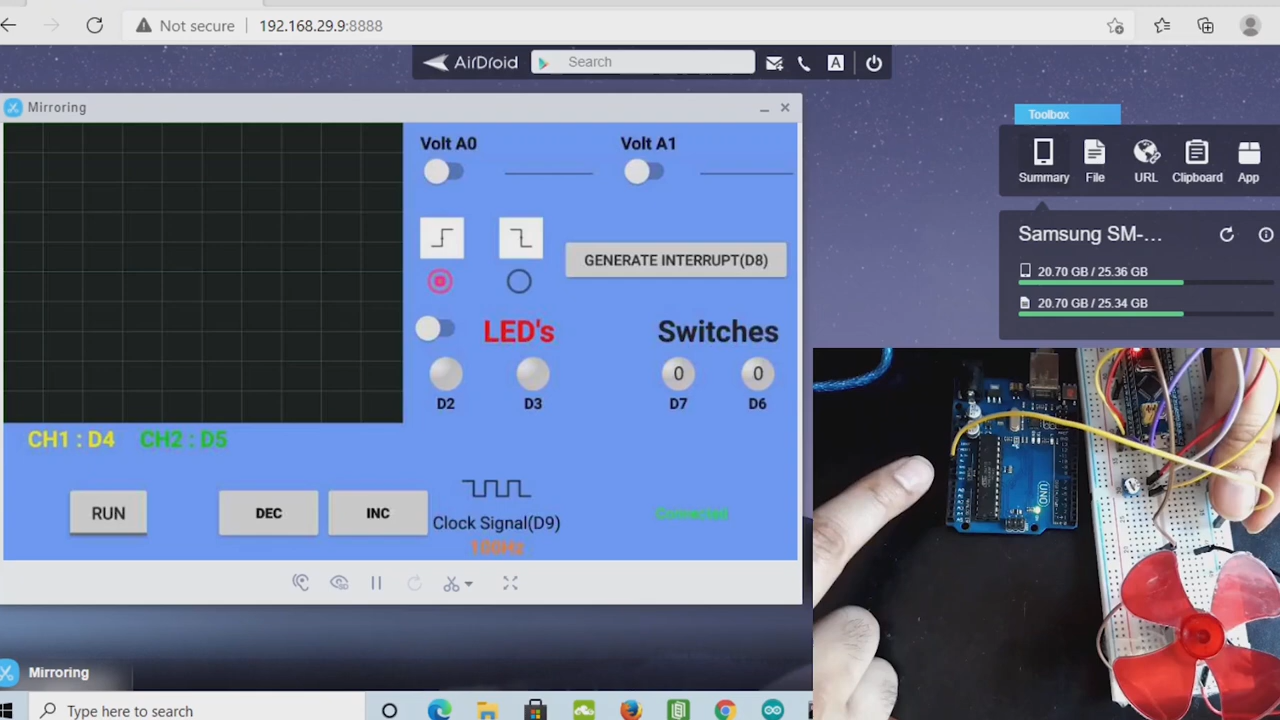 Not secure
192.168.29.9:8888
AirDroid
Search
A
Mirroring
Toolbox
Summary
File
URL
Clipboard
App
Samsung SM-...
20.70 GB / 25.36 GB
20.70 GB / 25.34 GB
Volt A0
Volt A1
GENERATE INTERRUPT(D8)
LED's
Switches
0
0
D2
D3
D7
D6
CH1 : D4
CH2 : D5
RUN
DEC
INC
Clock Signal(D9)
100Hz
Connected
UNO
Mirroring
Type here to search